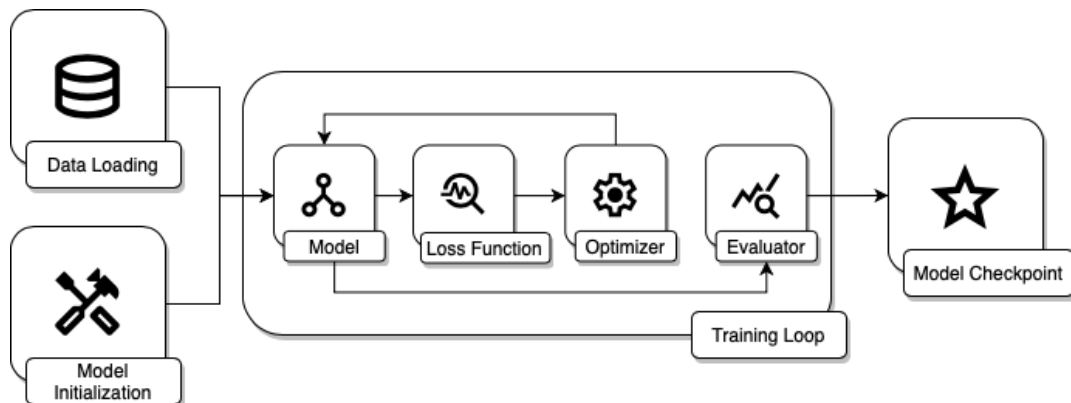 Data Loading
Model
Initialization
Model
Loss Function
Optimizer
Evaluator
Training Loop
Model Checkpoint